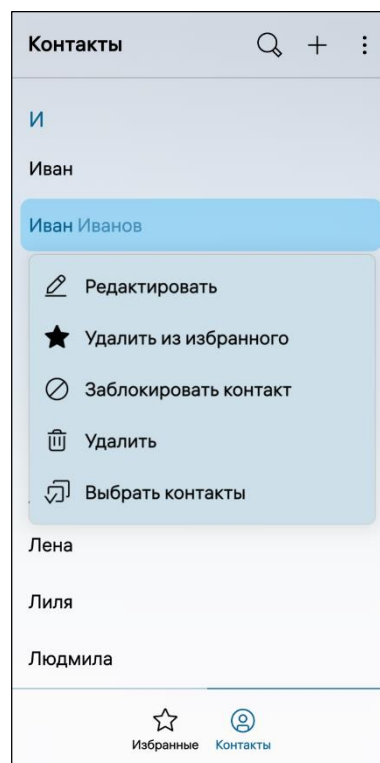 Контакты
И
Иван
Иван Иванов
Редактировать
Удалить из избранного
Заблокировать контакт
Удалить
Выбрать контакты
Лена
Лиля
Людмила
Избранные Контакты